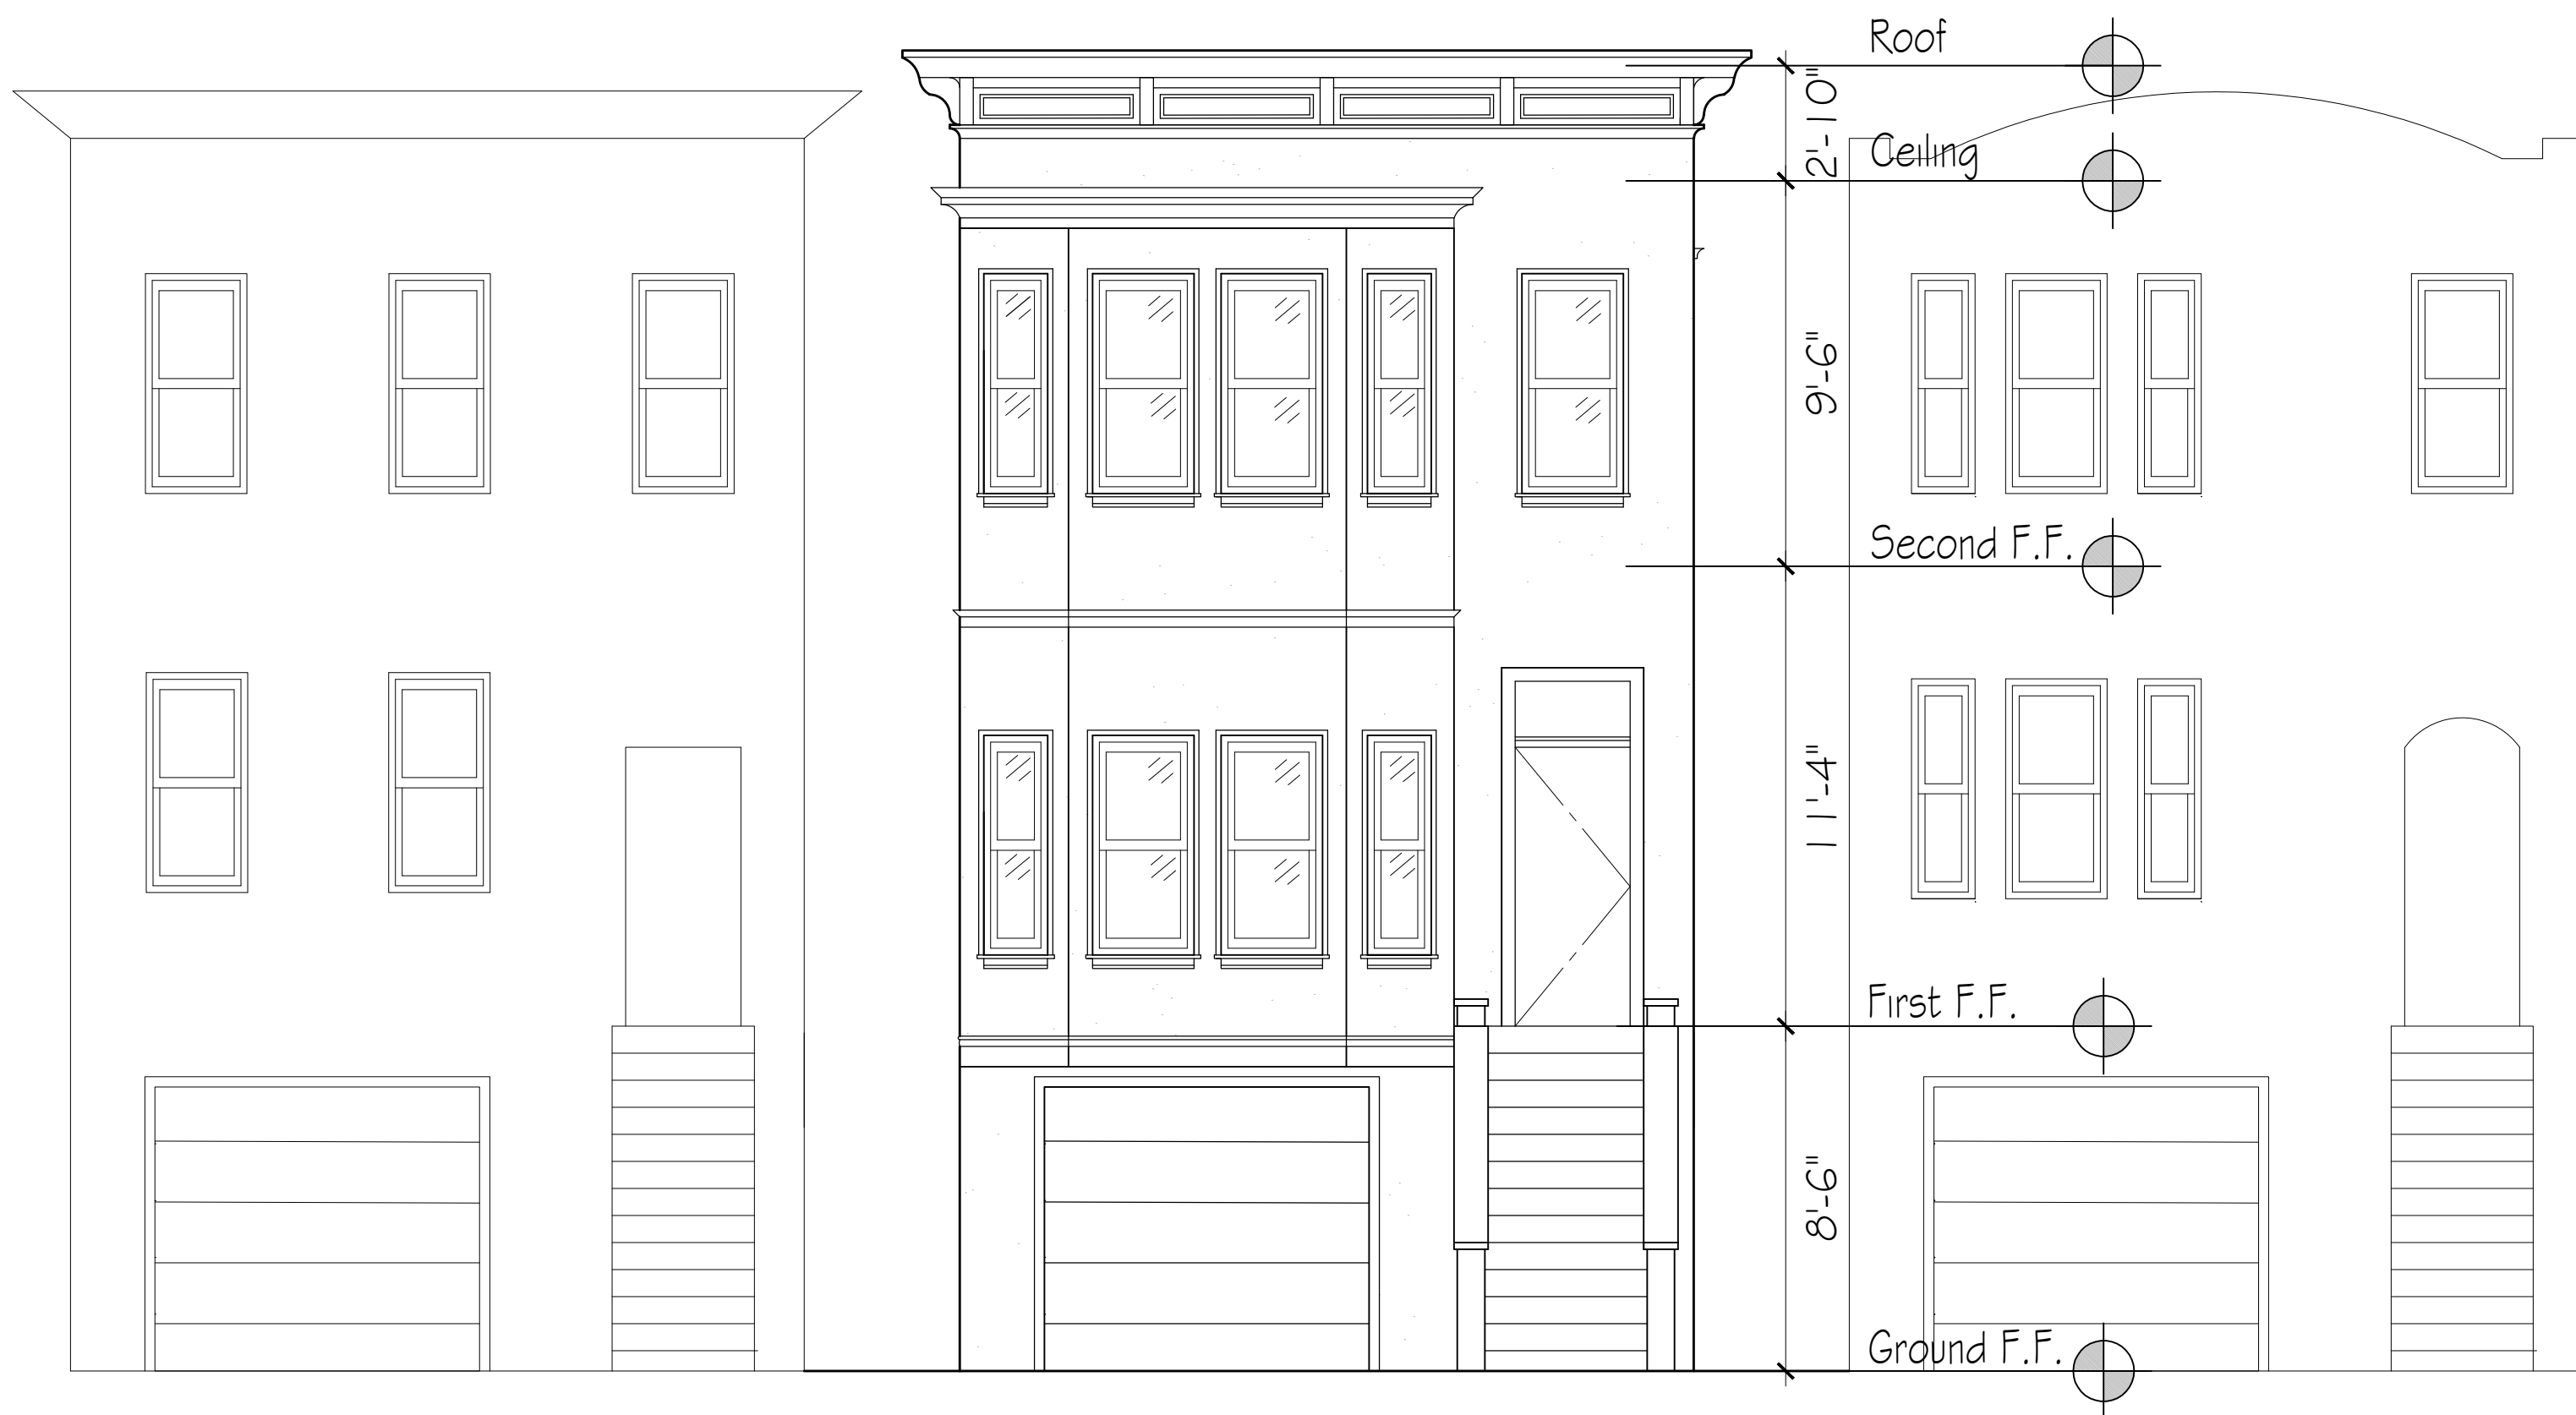 Roof
2'-10"
Ceiling
9'-6"
Second F.F.
11'-4"
First F.F.
8'-6"
Ground F.F.